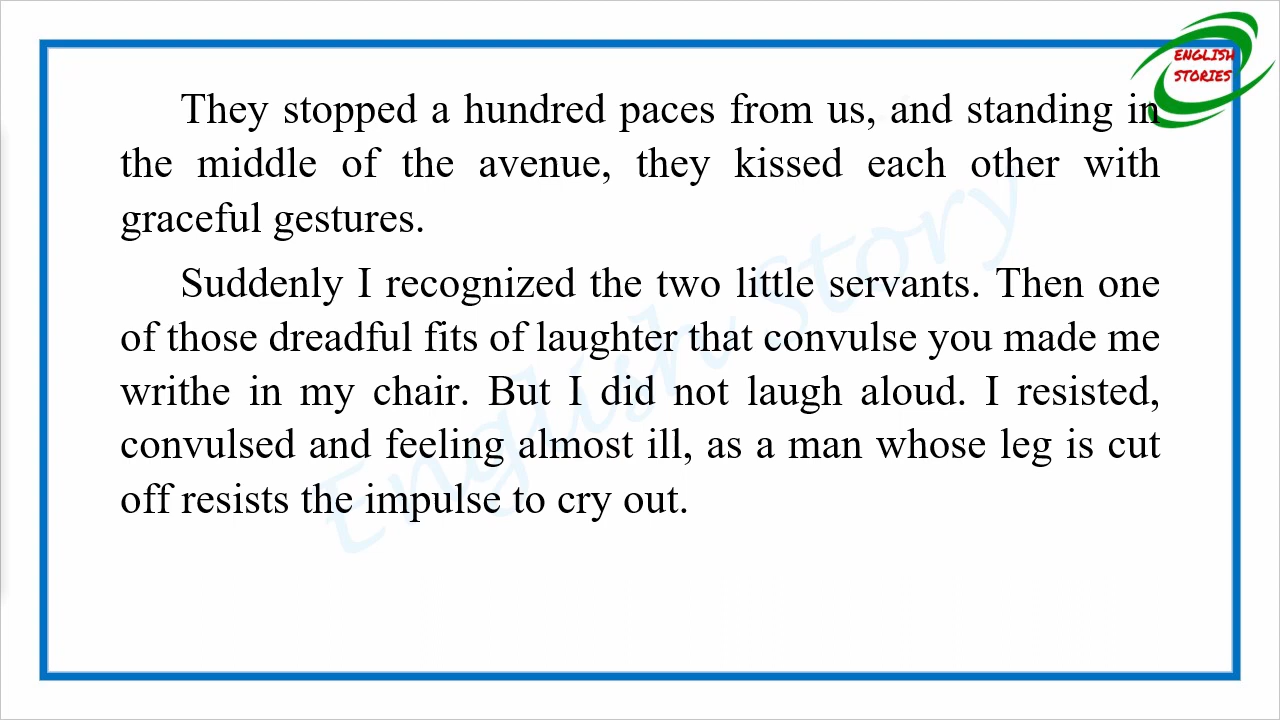 ENGLISH
STORIES
They stopped a hundred paces from us, and standing in
the middle of the avenue, they kissed each other with
graceful gestures.
Suddenly I recognized the two little servants. Then one
of those dreadful fits of laughter that convulse you made me
writhe in my chair. But I did not laugh aloud. I resisted,
convulsed and feeling almost ill, as a man whose leg is cut
off resists the impulse to cry out.
English Story